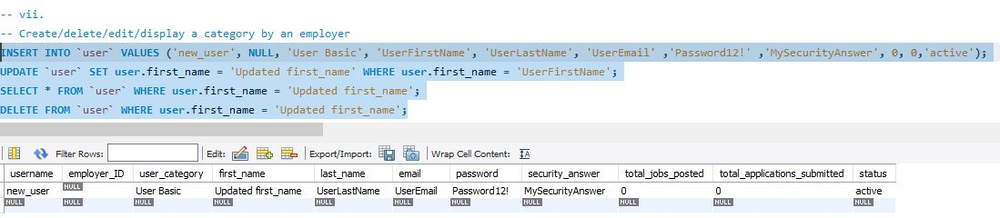 -- vii.
-- Create/delete/edit/display a category by an employer
INSERT INTO `user` VALUES ('new_user', NULL, 'User Basic', 'UserFirstName', 'UserLastName', 'UserEmail' ,'Password12!' ,'MySecurityAnswer', 0, 0,'active');
UPDATE `user` SET user.first_name = 'Updated first_name' WHERE user.first_name = 'UserFirstName';
SELECT * FROM `user` WHERE user.first_name = 'Updated first_name';
DELETE FROM `user` WHERE user.first_name = 'Updated first_name';
Filter Rows: Edit: Export/Import: Wrap Cell Content: IA
username employer_ID user_category first_name last_name email password security_answer total_jobs_posted total_applications_submitted status
new_user NULL User Basic Updated first_name UserLastName UserEmail Password12! MySecurityAnswer 0 0 active
NULL NULL NULL NULL NULL NULL NULL NULL NULL NULL NULL